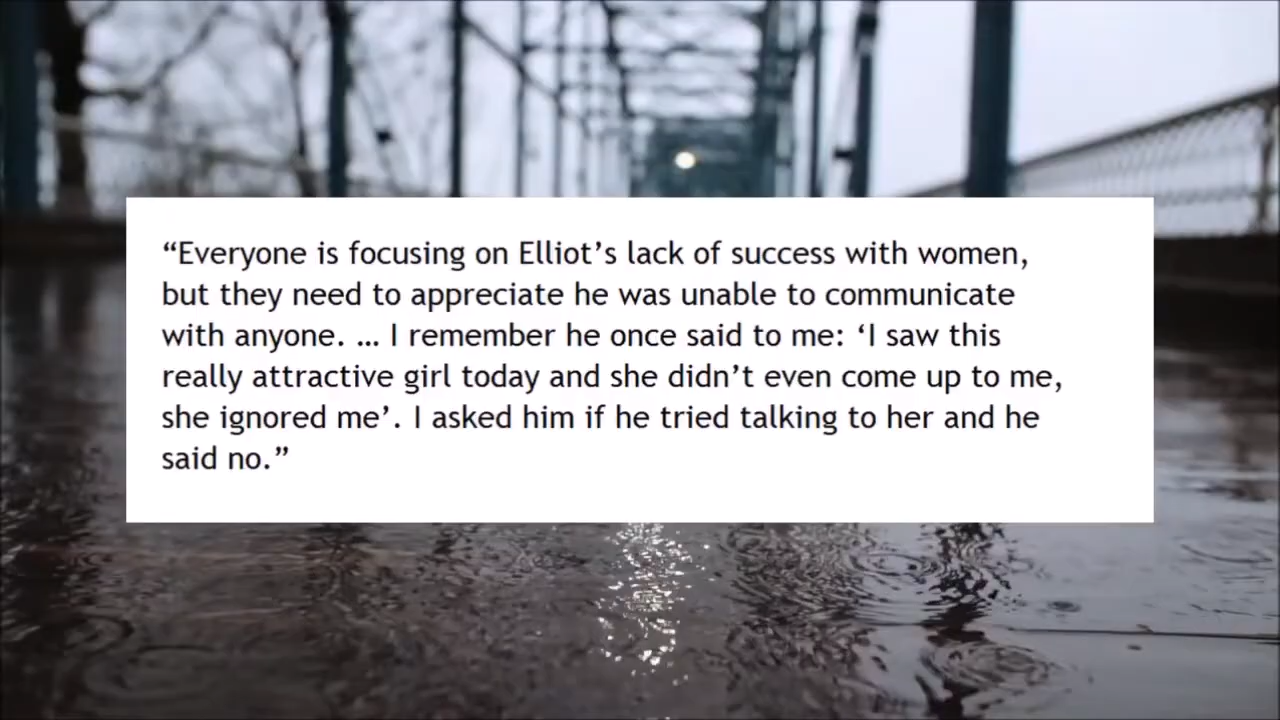 “Everyone is focusing on Elliot’s lack of success with women,
but they need to appreciate he was unable to communicate
with anyone. … I remember he once said to me: ‘I saw this
really attractive girl today and she didn’t even come up to me,
she ignored me’. I asked him if he tried talking to her and he
said no.”